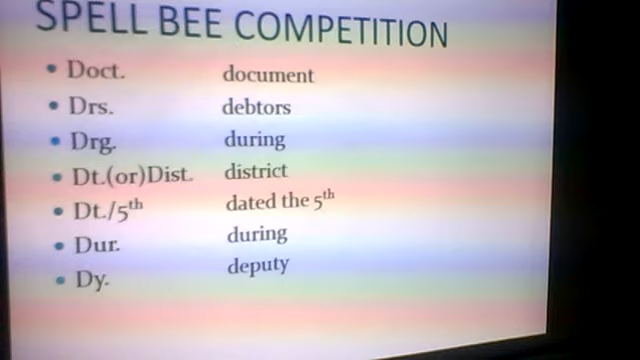 SPELL BEE COMPETITION
• Doct. document
• Drs. debtors
• Drg. during
• Dt.(or)Dist. district
• Dt./5th dated the 5th
• Dur. during
• Dy. deputy